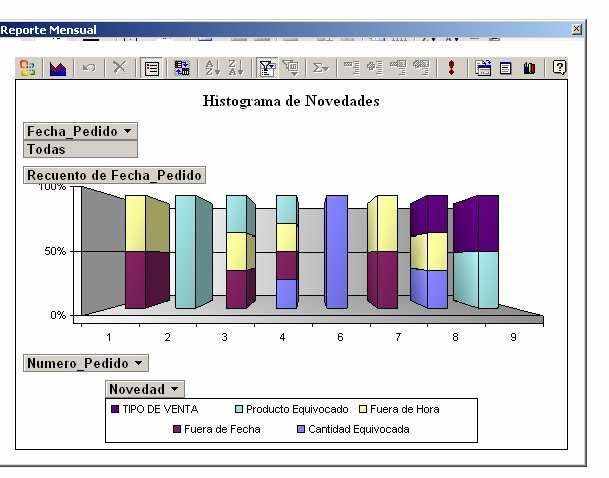 Reporte Mensual
Histograma de Novedades
Fecha_Pedido
Todas
Recuento de Fecha_Pedido
100%
50%
0%
1 2 3 4 6 7 8 9
Numero_Pedido
Novedad
TIPO DE VENTA Producto Equivocado Fuera de Hora
Fuera de Fecha Cantidad Equivocada